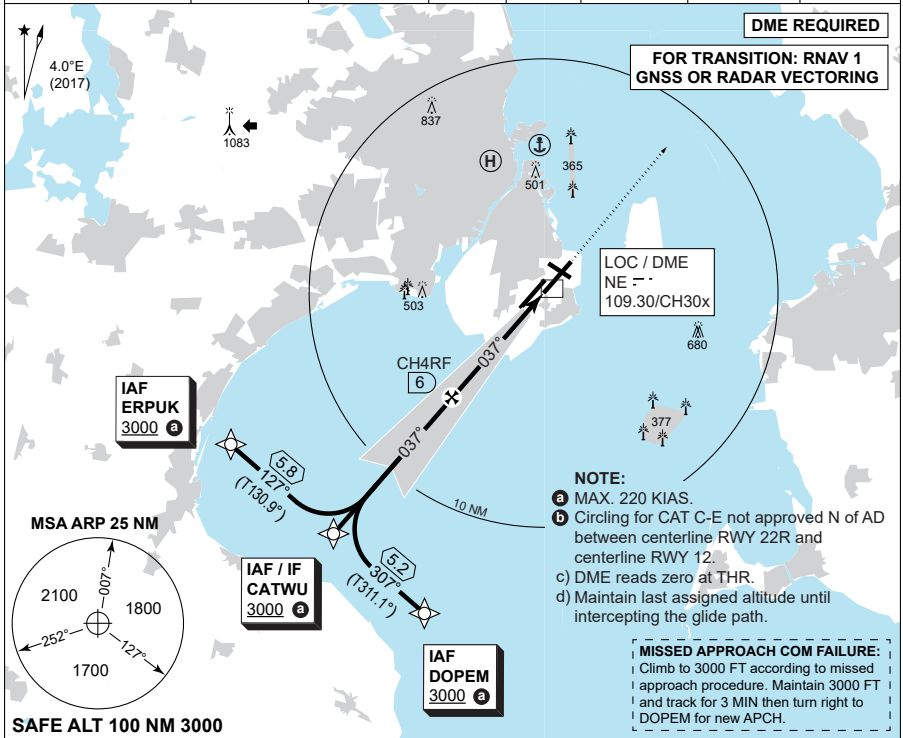 DME REQUIRED
FOR TRANSITION: RNAV 1
GNSS OR RADAR VECTORING
4.0°E
(2017)
1083
837
H
501
365
LOC / DME
NE
109.30/CH30x
503
680
CH4RF
6
037°
037°
377
IAF
ERPUK
3000 a
5.8
127°
(T130.9°)
10 NM
NOTE:
a MAX. 220 KIAS.
b Circling for CAT C-E not approved N of AD
between centerline RWY 22R and
centerline RWY 12.
c) DME reads zero at THR.
d) Maintain last assigned altitude until
intercepting the glide path.
MSA ARP 25 NM
007°
2100
1800
252°
127°
1700
SAFE ALT 100 NM 3000
IAF / IF
CATWU
3000 a
5.2
307°
(T311.1°)
IAF
DOPEM
3000 a
MISSED APPROACH COM FAILURE:
Climb to 3000 FT according to missed
approach procedure. Maintain 3000 FT
and track for 3 MIN then turn right to
DOPEM for new APCH.